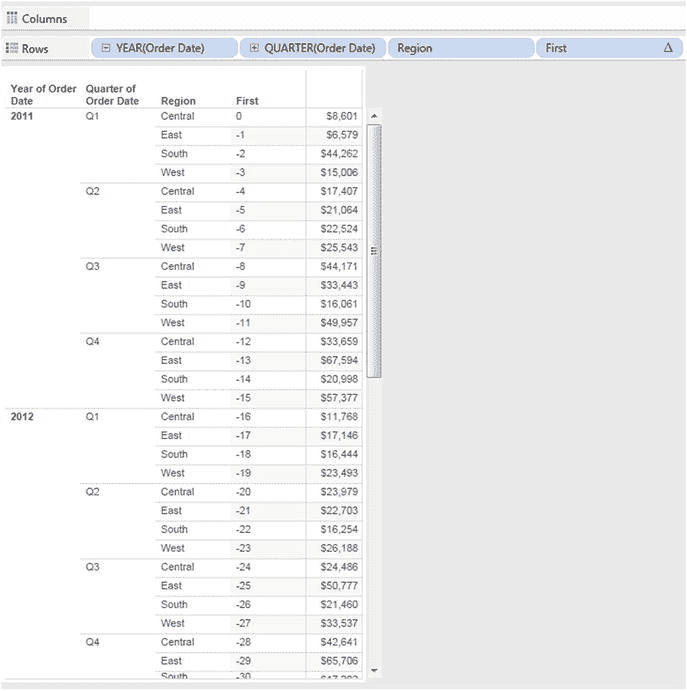 Columns
Rows YEAR(Order Date) QUARTER(Order Date) Region First Δ
Year of Order Date Quarter of Order Date Region First
2011 Q1 Central 0 $8,601
East -1 $6,579
South -2 $44,262
West -3 $15,006
Q2 Central -4 $17,407
East -5 $21,064
South -6 $22,524
West -7 $25,543
Q3 Central -8 $44,171
East -9 $33,443
South -10 $16,061
West -11 $49,957
Q4 Central -12 $33,659
East -13 $67,594
South -14 $20,998
West -15 $57,377
2012 Q1 Central -16 $11,768
East -17 $17,146
South -18 $16,444
West -19 $23,493
Q2 Central -20 $23,979
East -21 $22,703
South -22 $16,254
West -23 $26,188
Q3 Central -24 $24,486
East -25 $50,777
South -26 $21,460
West -27 $33,537
Q4 Central -28 $42,641
East -29 $65,706
South -30